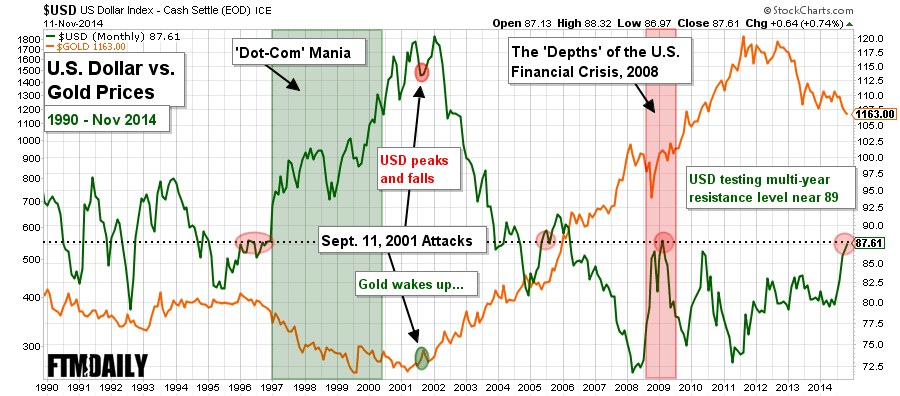 $USD US Dollar Index - Cash Settle (EOD) ICE
© StockCharts.com
11-Nov-2014
Open 87.13 High 88.32 Low 86.97 Close 87.61 Chg +0.64 (+0.74%)
$USD (Monthly) 87.61
$GOLD 1163.00
U.S. Dollar vs.
Gold Prices
1990 - Nov 2014
'Dot-Com' Mania
The 'Depths' of the U.S.
Financial Crisis, 2008
USD peaks
and falls
USD testing multi-year
resistance level near 89
Sept. 11, 2001 Attacks
Gold wakes up...
FTMDAILY
1800
1700
1600
1500
1400
1300
1200
1100
1000
900
800
700
600
550
500
450
400
350
300
120.0
117.5
115.0
112.5
110.0
107.5
1163.00
105.0
102.5
100.0
97.5
95.0
92.5
90.0
87.61
85.0
82.5
80.0
77.5
75.0
72.5
1990 1991 1992 1993 1994 1995 1996 1997 1998 1999 2000 2001 2002 2003 2004 2005 2006 2007 2008 2009 2010 2011 2012 2013 2014